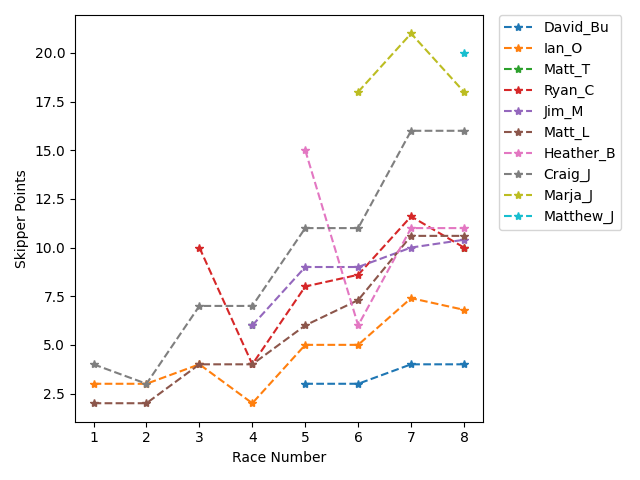 20.0
17.5
15.0
12.5
10.0
7.5
5.0
2.5
Skipper Points
1 2 3 4 5 6 7 8
Race Number
David_Bu
Ian_O
Matt_T
Ryan_C
Jim_M
Matt_L
Heather_B
Craig_J
Marja_J
Matthew_J